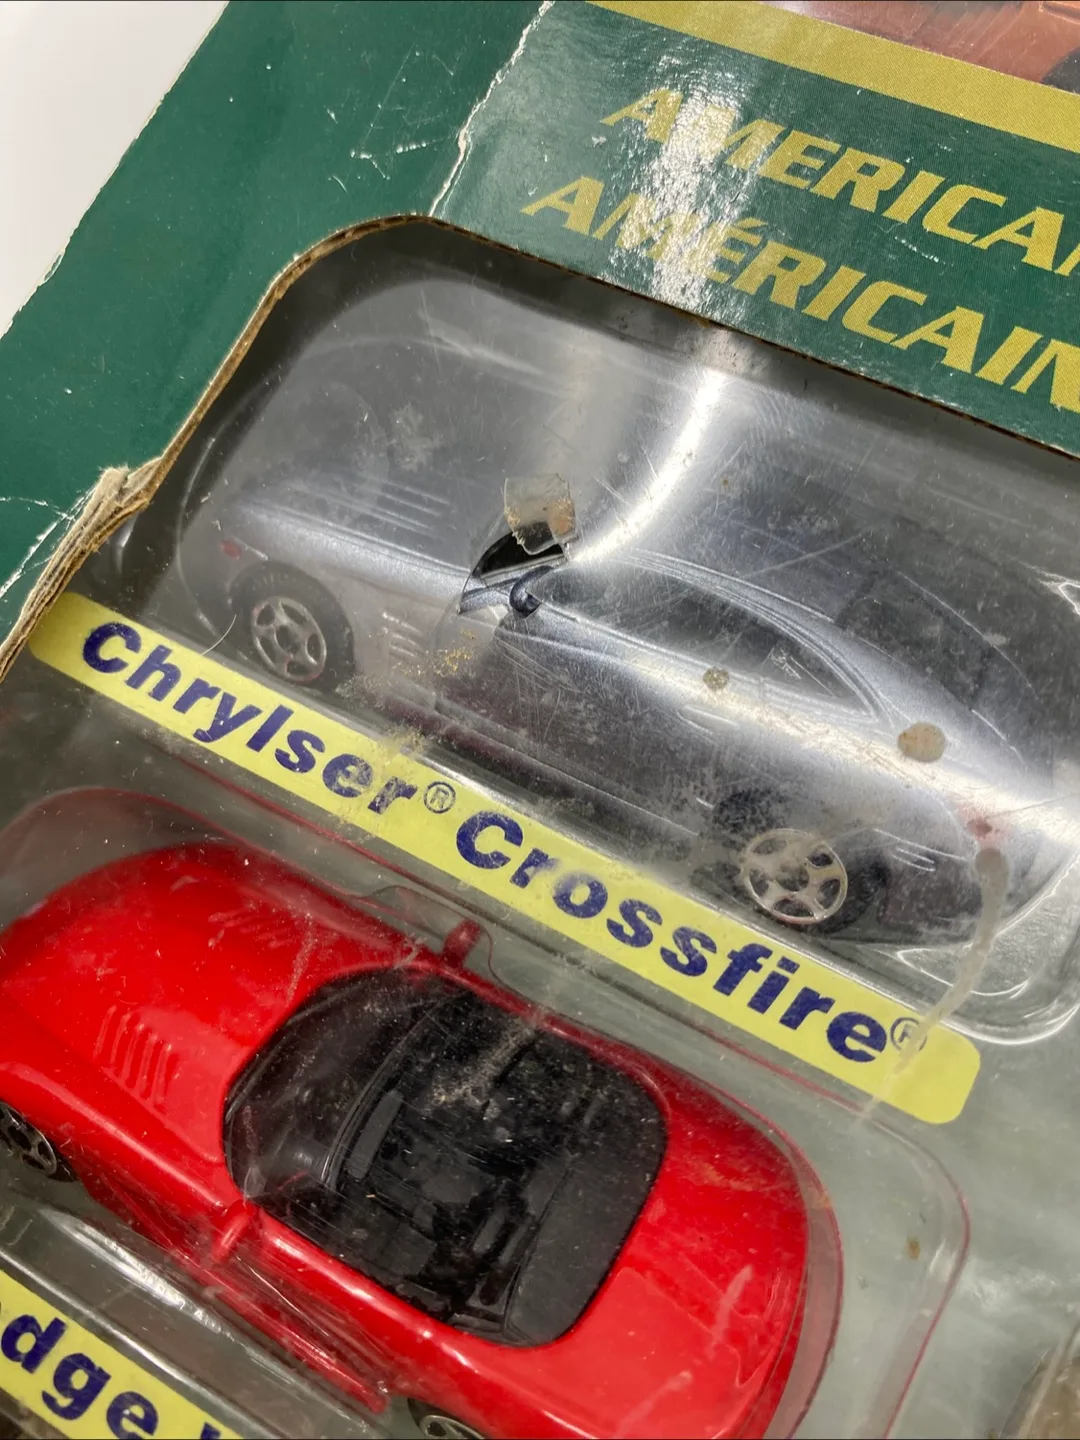 AMERICAN
AMÉRICAIN
Chrylser® Crossfire®
odge